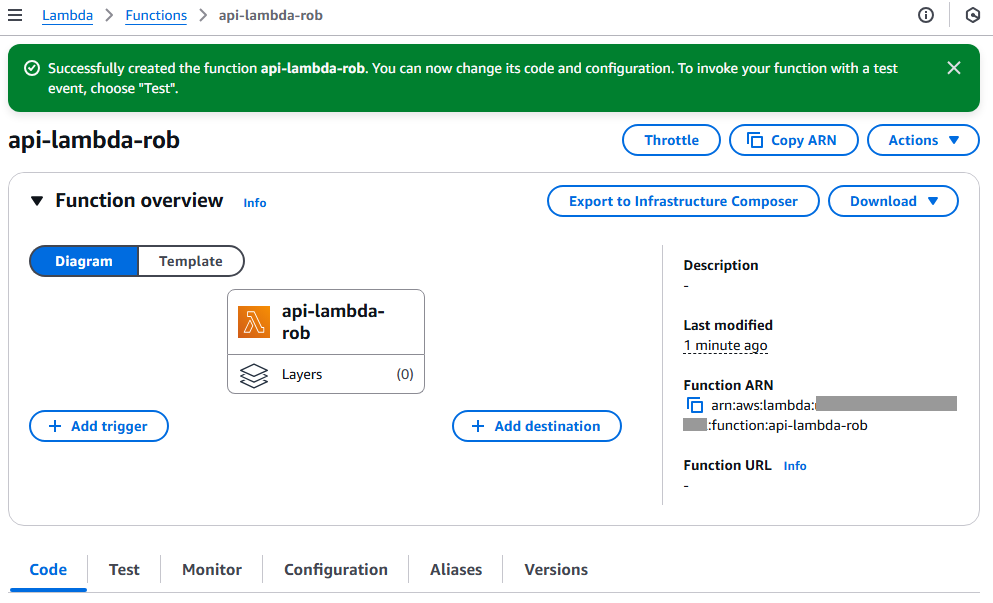 Lambda > Functions > api-lambda-rob
Successfully created the function api-lambda-rob. You can now change its code and configuration. To invoke your function with a test
event, choose "Test".
api-lambda-rob
Throttle Copy ARN Actions
Function overview Info
Export to Infrastructure Composer Download
Diagram Template
api-lambda-
rob
Layers (0)
+ Add trigger
+ Add destination
Description
-
Last modified
1 minute ago
Function ARN
arn:aws:lambda:
:function:api-lambda-rob
Function URL Info
-
Code Test Monitor Configuration Aliases Versions